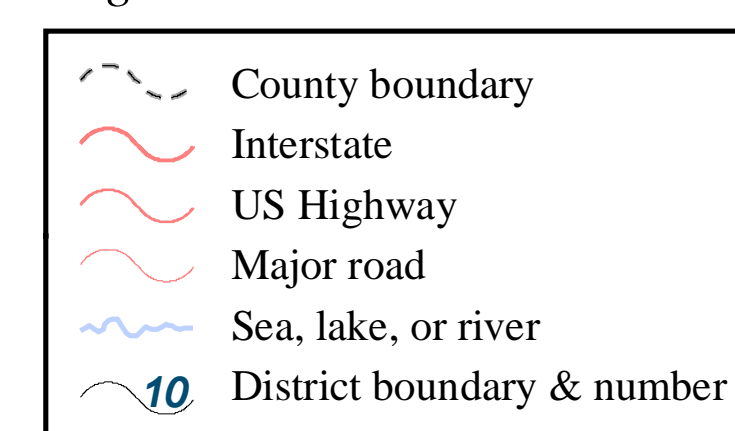 County boundary
Interstate
US Highway
Major road
Sea, lake, or river
10 District boundary & number